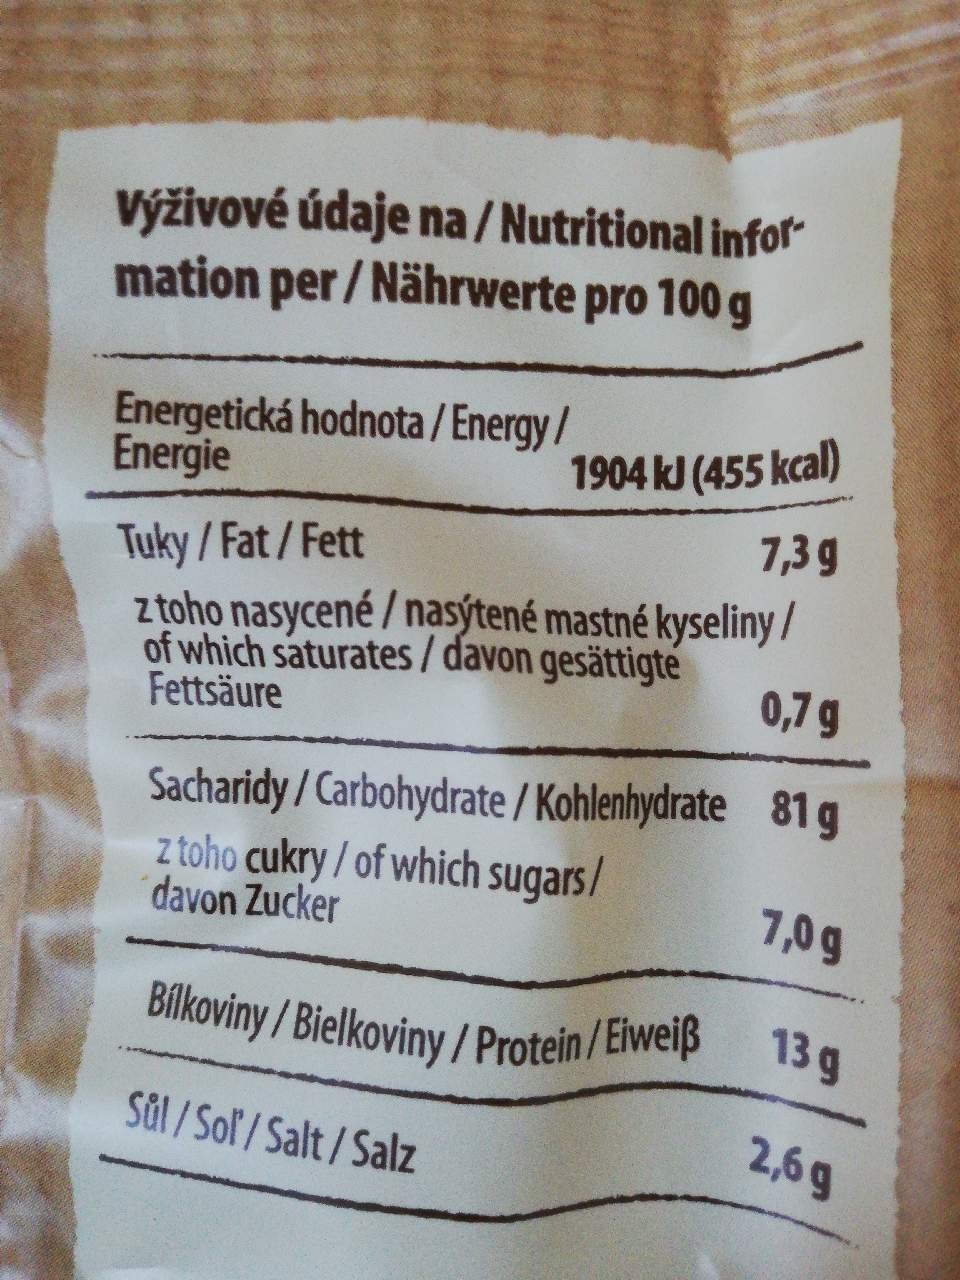 Výživové údaje na / Nutritional infor-
mation per / Nährwerte pro 100 g
Energetická hodnota / Energy /
Energie
1904 kJ (455 kcal)
Tuky / Fat / Fett 7,3 g
z toho nasycené / nasýtené mastné kyseliny /
of which saturates / davon gesättigte
Fettsäure
0,7 g
Sacharidy / Carbohydrate / Kohlenhydrate 81 g
z toho cukry / of which sugars /
davon Zucker
7,0 g
Bílkoviny / Bielkoviny / Protein / Eiweiß 13 g
Sůl / Soľ / Salt / Salz 2,6 g